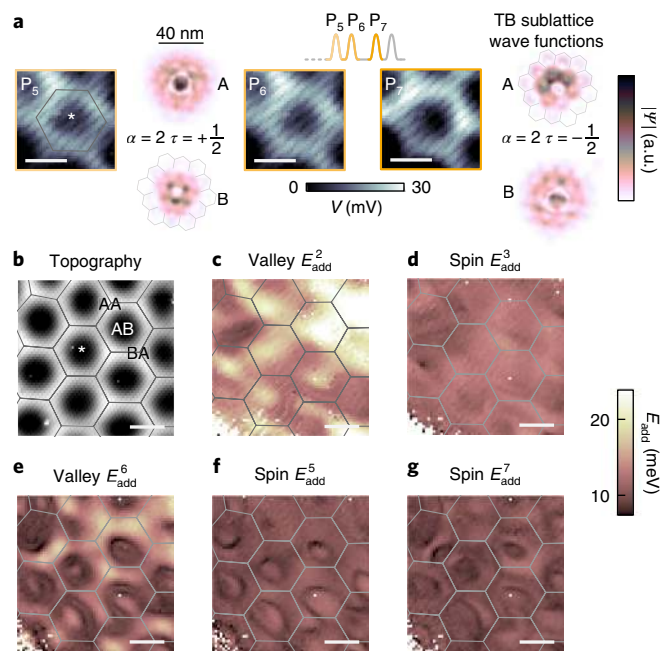 a
40 nm
P5 P6 P7
TB sublattice
wave functions
P5
A
P6
P7
A
*
α = 2 τ = +1/2
α = 2 τ = −1/2
|Ψ| (a.u.)
B
B
0 30
V (mV)
b Topography
c Valley E²add
d Spin E³add
AA
AB
*
BA
20
10
Eadd (meV)
e Valley E⁶add
f Spin E⁵add
g Spin E⁷add